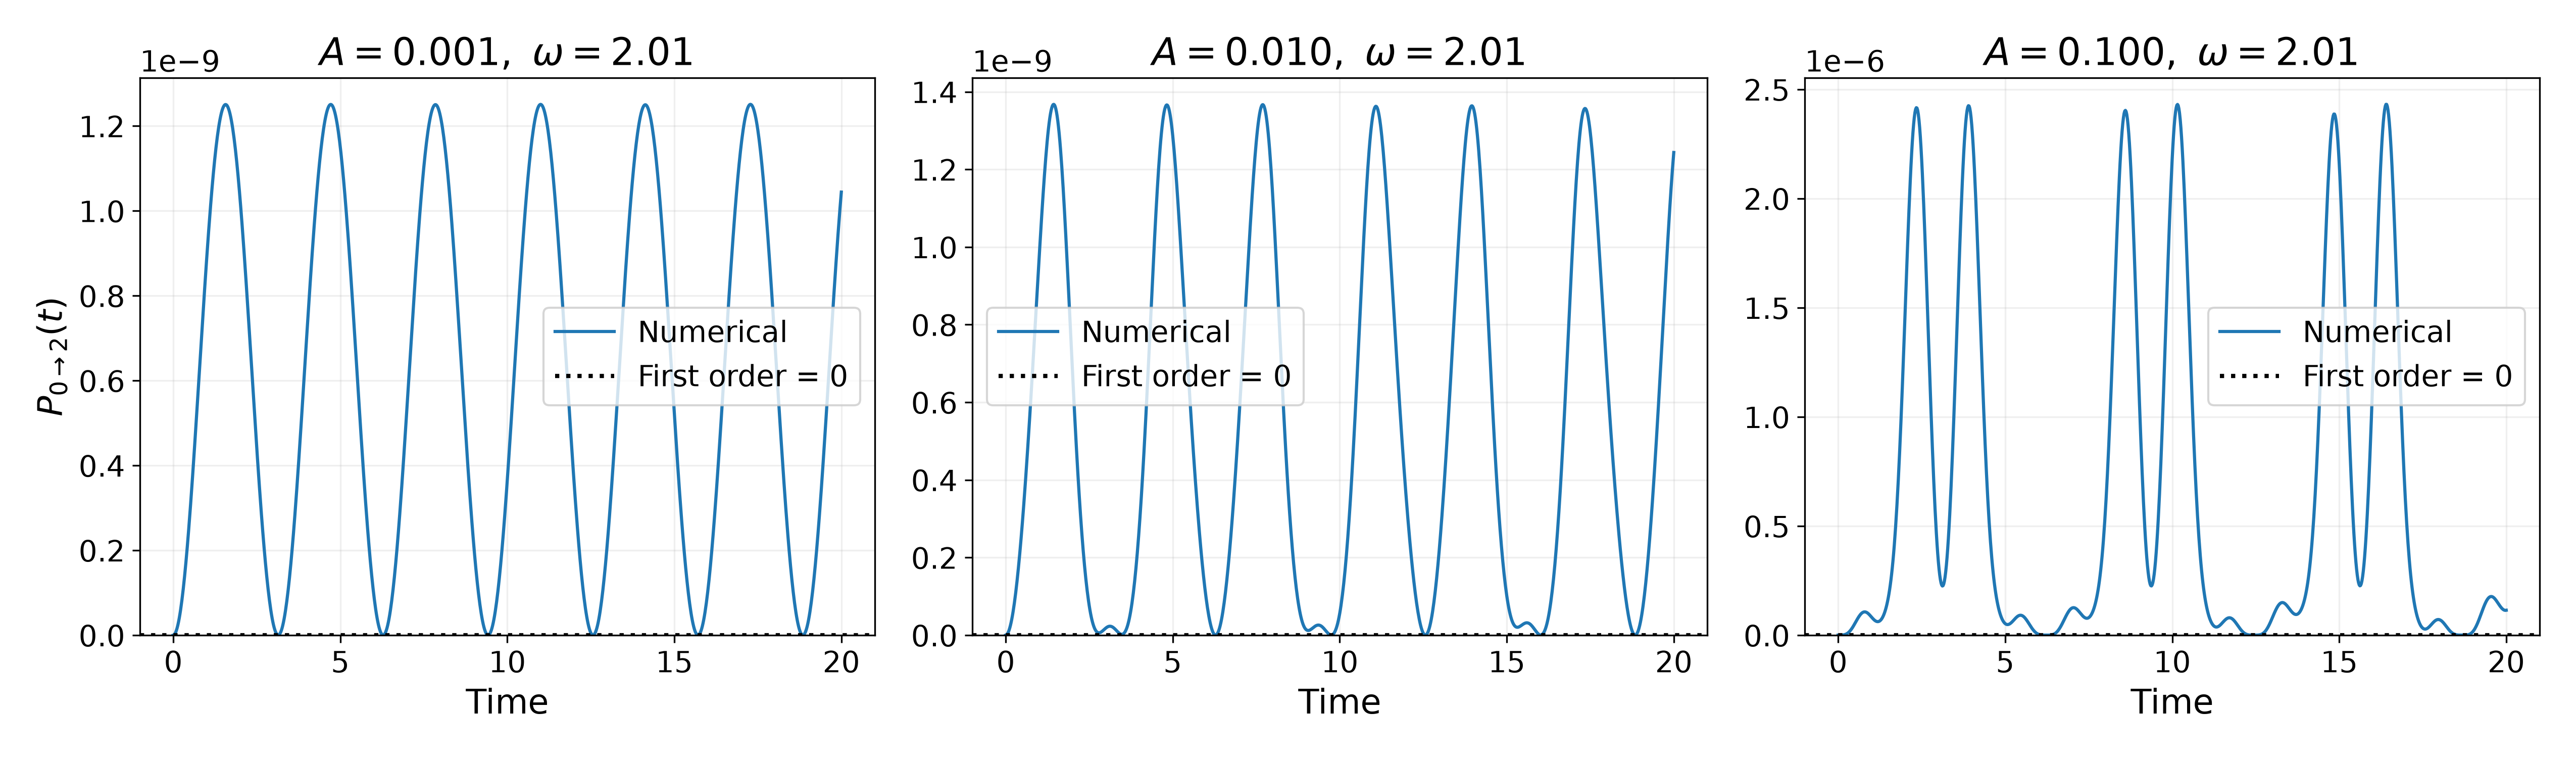 A = 0.001, ω = 2.01
1e−9
P0→2(t)
1.2
1.0
0.8
0.6
0.4
0.2
0.0
Numerical
First order = 0
0 5 10 15 20
Time
A = 0.010, ω = 2.01
1e−9
1.4
1.2
1.0
0.8
0.6
0.4
0.2
0.0
Numerical
First order = 0
0 5 10 15 20
Time
A = 0.100, ω = 2.01
1e−6
2.5
2.0
1.5
1.0
0.5
0.0
Numerical
First order = 0
0 5 10 15 20
Time